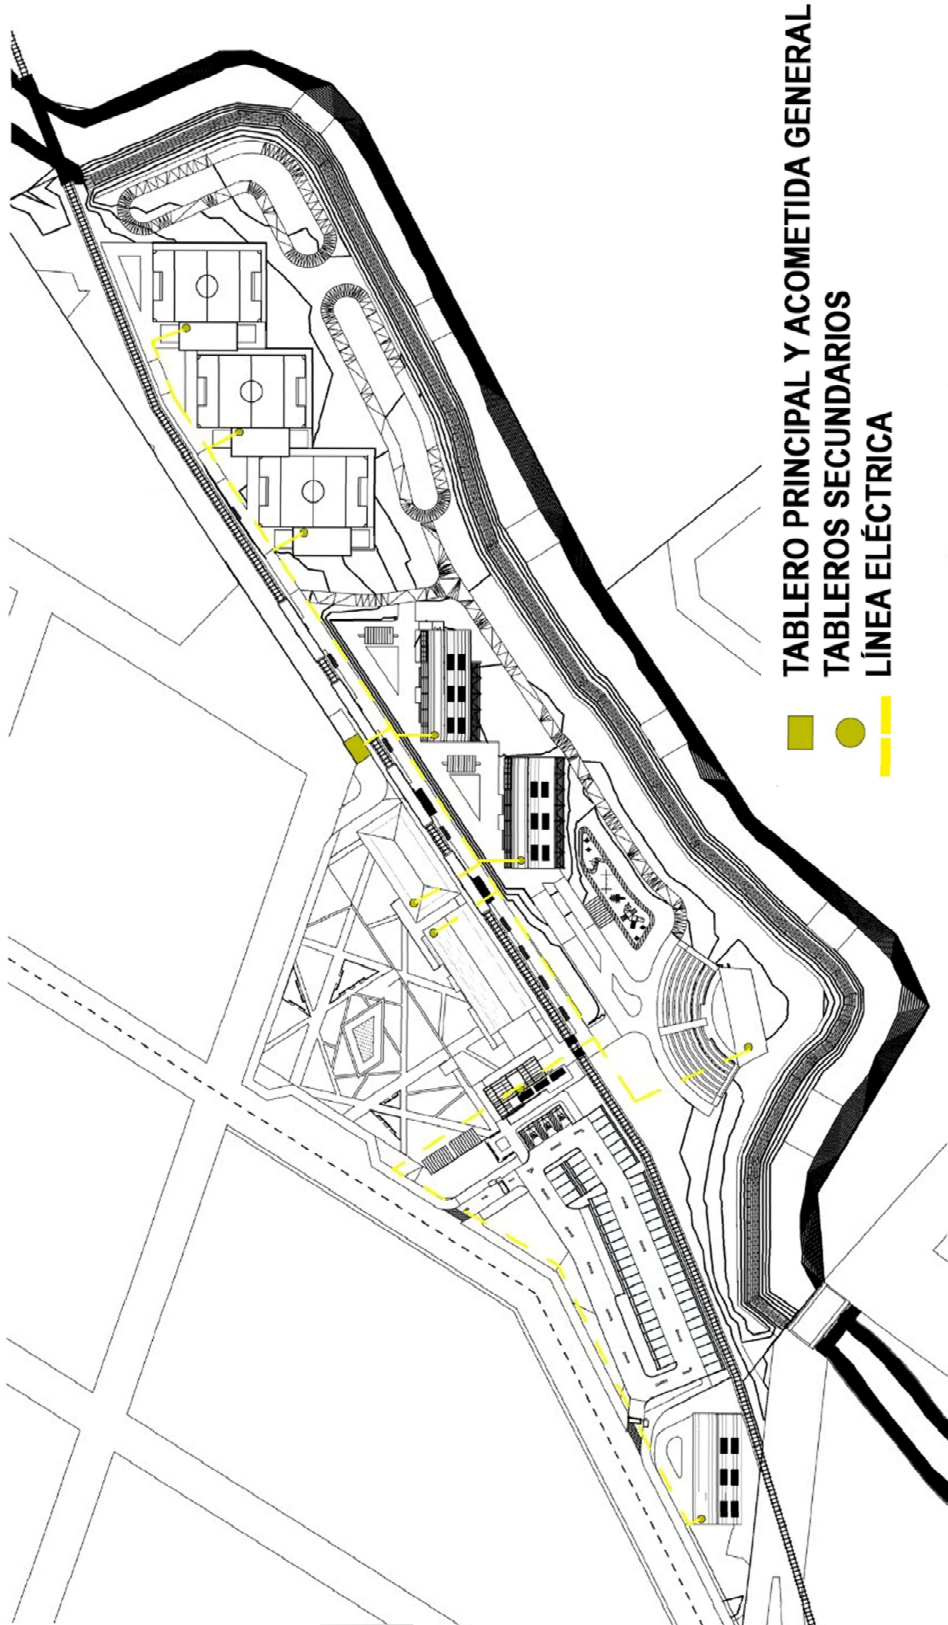 TABLERO PRINCIPAL Y ACOMETIDA GENERAL
TABLEROS SECUNDARIOS
LÍNEA ELÉCTRICA